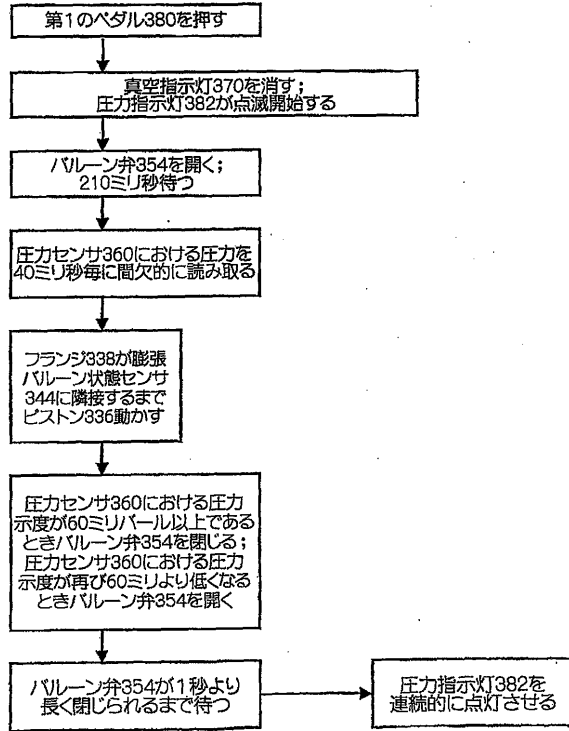 第1のペダル380を押す
真空指示灯370を消す;
圧力指示灯382が点滅開始する
バルーン弁354を開く;
210ミリ秒待つ
圧力センサ360における圧力を
40ミリ秒毎に間欠的に読み取る
フランジ338が膨張
バルーン状態センサ
344に隣接するまで
ピストン336動かす
圧力センサ360における圧力
示度が60ミリバール以上である
ときバルーン弁354を閉じる;
圧力センサ360における圧力
示度が再び60ミリより低くなる
ときバルーン弁354を開く
バルーン弁354が1秒より
長く閉じられるまで待つ
圧力指示灯382を
連続的に点灯させる